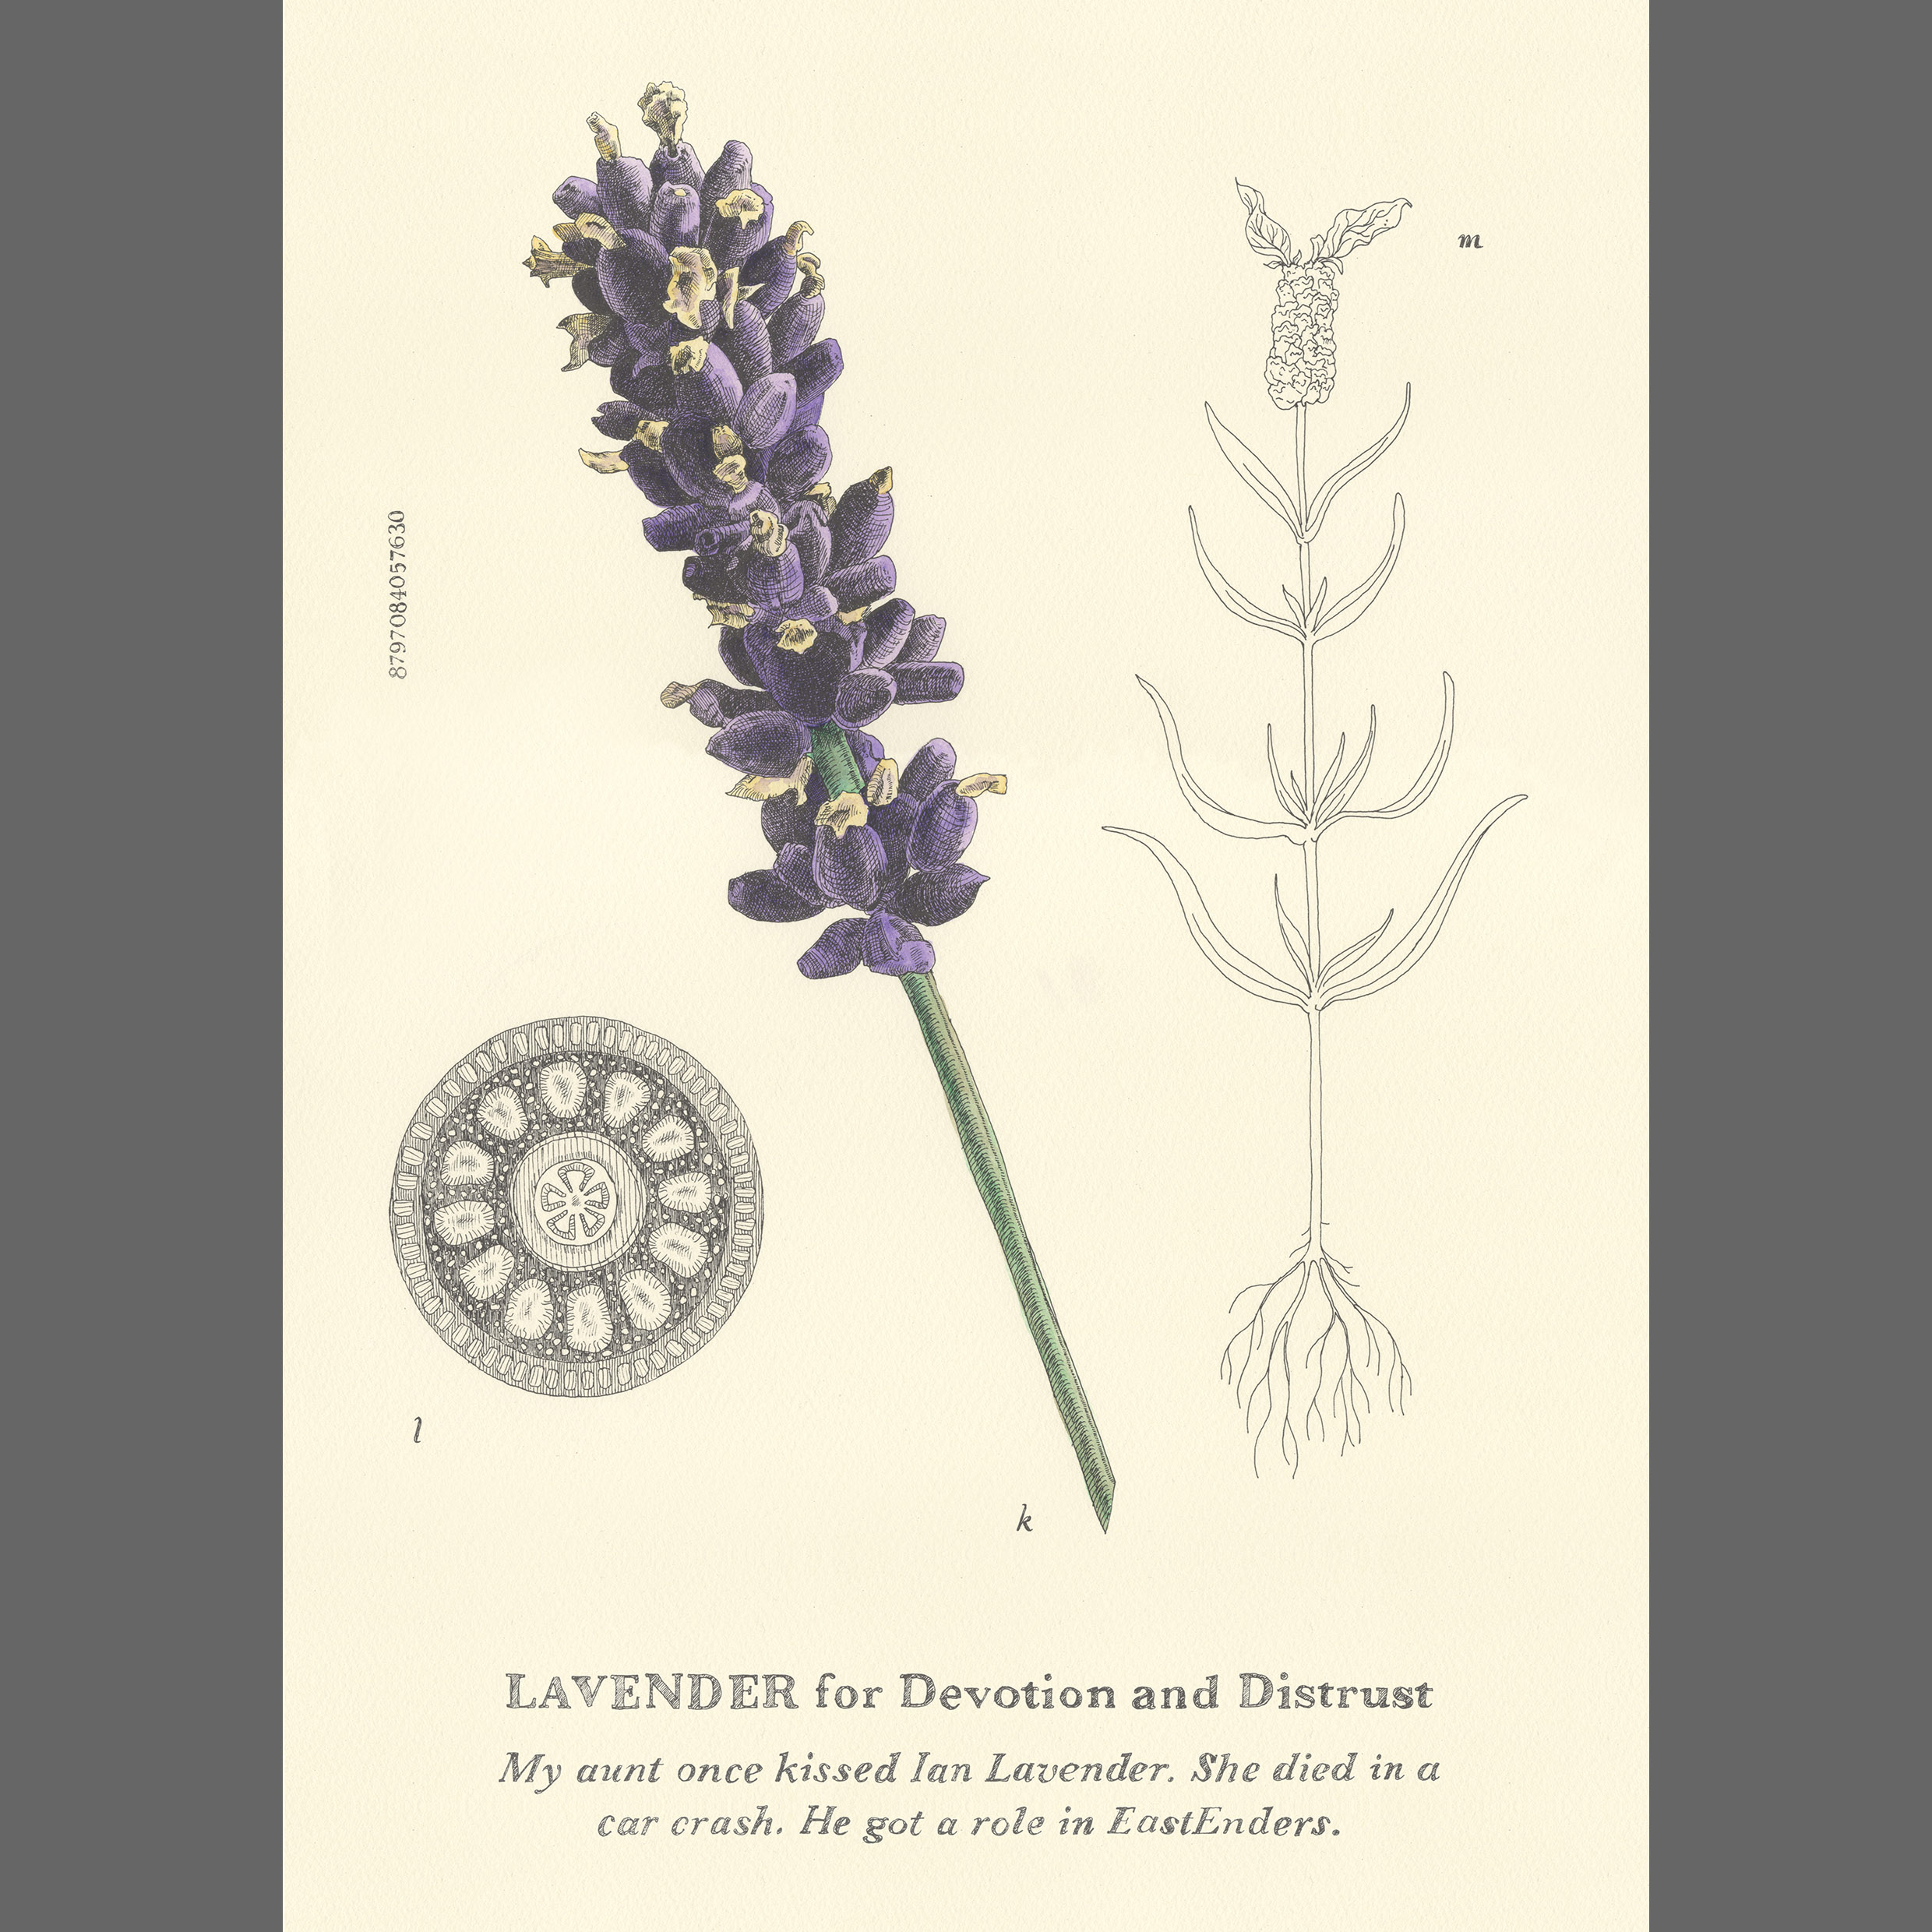 m
8797084057630
l
k
LAVENDER for Devotion and Distrust
My aunt once kissed Ian Lavender. She died in a
car crash. He got a role in EastEnders.